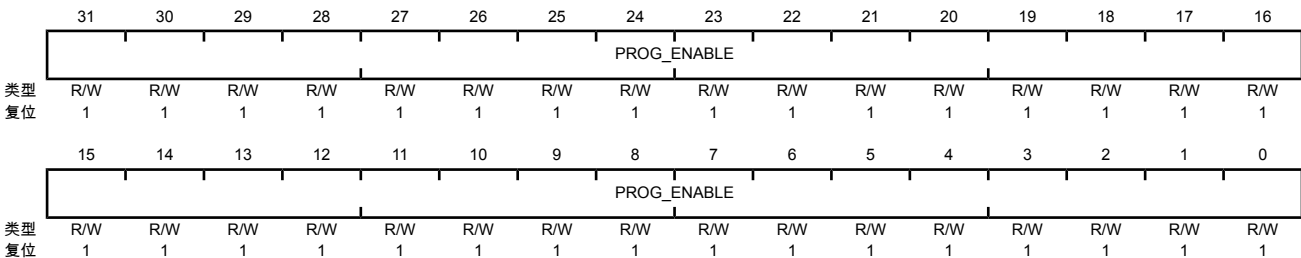 31 30 29 28 27 26 25 24 23 22 21 20 19 18 17 16
PROG_ENABLE
类型 R/W R/W R/W R/W R/W R/W R/W R/W R/W R/W R/W R/W R/W R/W R/W R/W
复位 1 1 1 1 1 1 1 1 1 1 1 1 1 1 1 1
15 14 13 12 11 10 9 8 7 6 5 4 3 2 1 0
PROG_ENABLE
类型 R/W R/W R/W R/W R/W R/W R/W R/W R/W R/W R/W R/W R/W R/W R/W R/W
复位 1 1 1 1 1 1 1 1 1 1 1 1 1 1 1 1